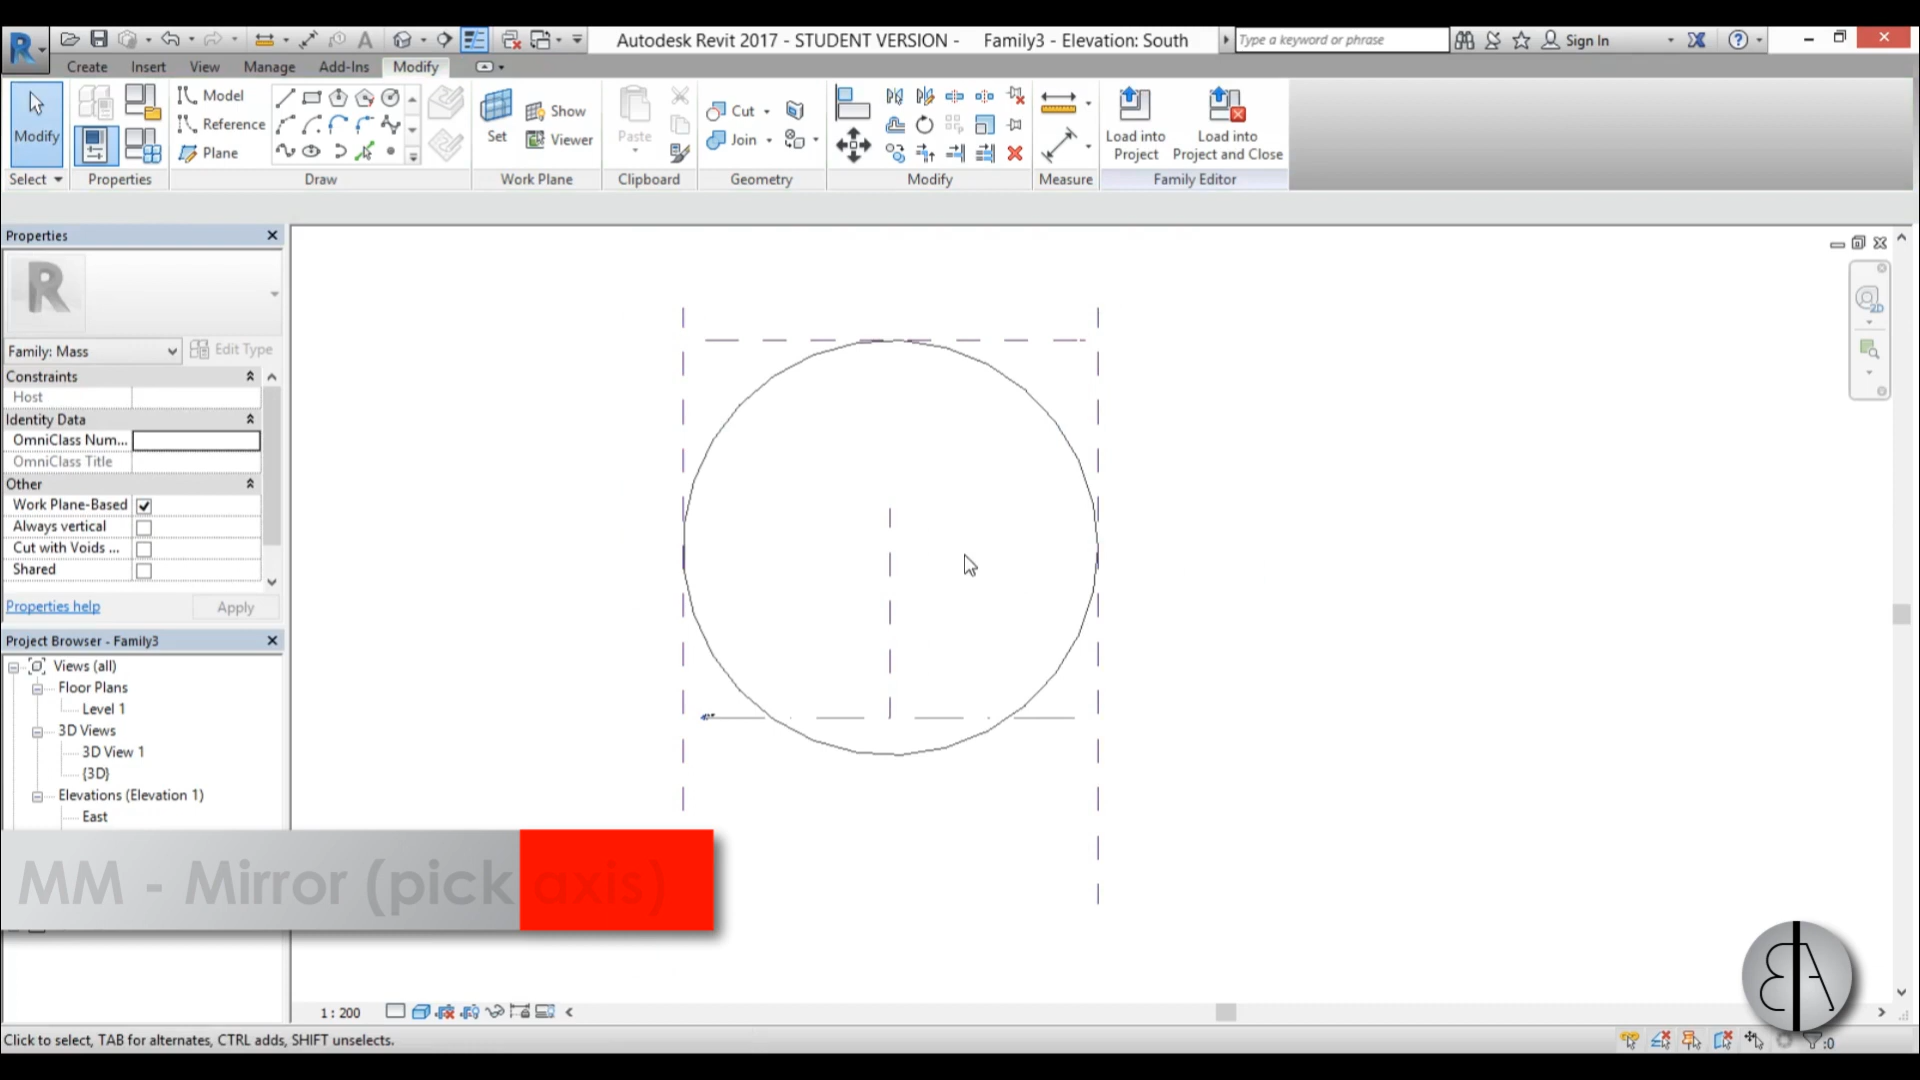 Autodesk Revit 2017 - STUDENT VERSION - Family3 - Elevation: South
Type a keyword or phrase
Sign In
Create Insert View Manage Add-Ins Modify
Modify
Model
Reference
Plane
Set
Show
Viewer
Paste
Cut
Join
Load into Project
Load into Project and Close
Select Properties Draw Work Plane Clipboard Geometry Modify Measure Family Editor
Properties
R
Family: Mass
Edit Type
Constraints
Host
Identity Data
OmniClass Num...
OmniClass Title
Other
Work Plane-Based
Always vertical
Cut with Voids ...
Shared
Properties help
Apply
Project Browser - Family3
Views (all)
Floor Plans
Level 1
3D Views
3D View 1
{3D}
Elevations (Elevation 1)
East
MM - Mirror (pick axis)
2D
1 : 200
Click to select, TAB for alternates, CTRL adds, SHIFT unselects.
:0